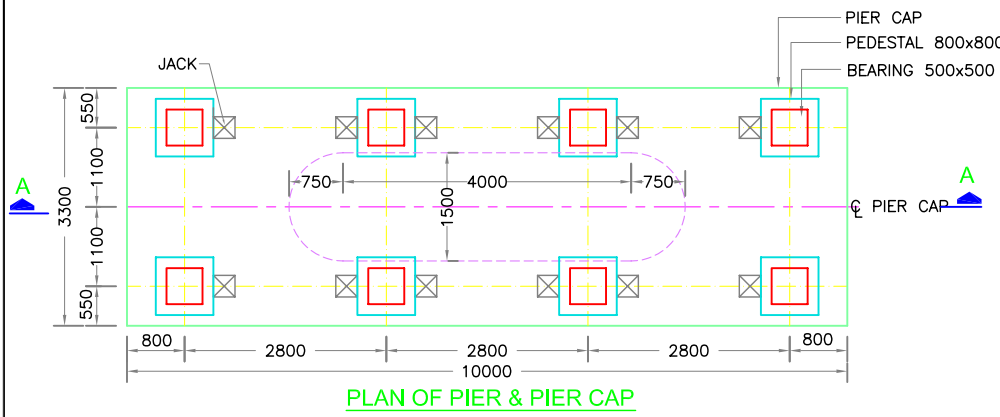 PIER CAP
PEDESTAL 800x800
BEARING 500x500
JACK
550
1100
3300
1100
550
A
A
750
4000
750
1500
℄ PIER CAP
800
2800
2800
2800
800
10000
PLAN OF PIER & PIER CAP